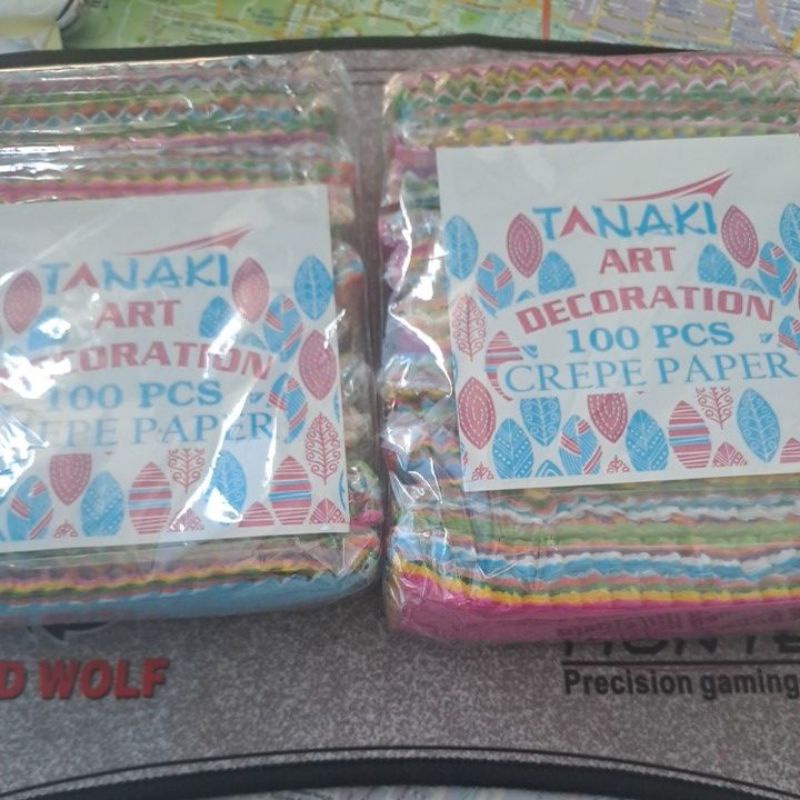 TANAKI
ART
DECORATION
100 PCS
CREPE PAPER
TANAKI
ART
DECORATION
100 PCS
CREPE PAPER
D WOLF
Precision gaming